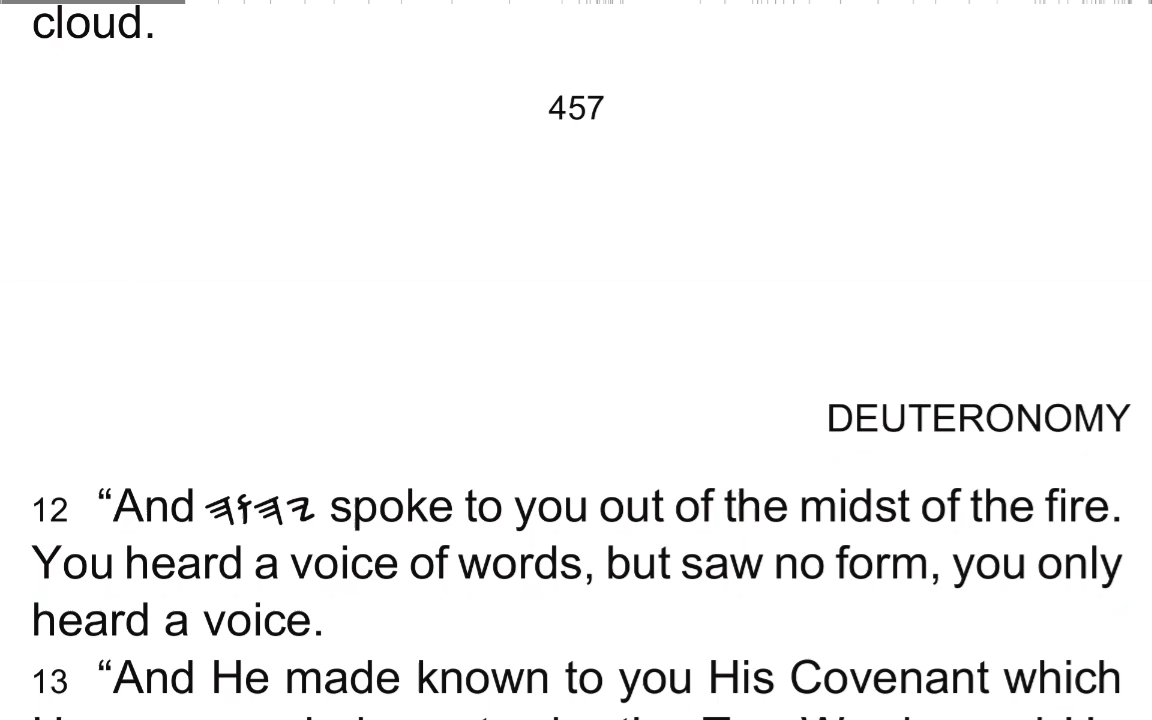 cloud.
457
DEUTERONOMY
12 “And 𐤉𐤄𐤅𐤄 spoke to you out of the midst of the fire.
You heard a voice of words, but saw no form, you only
heard a voice.
13 “And He made known to you His Covenant which